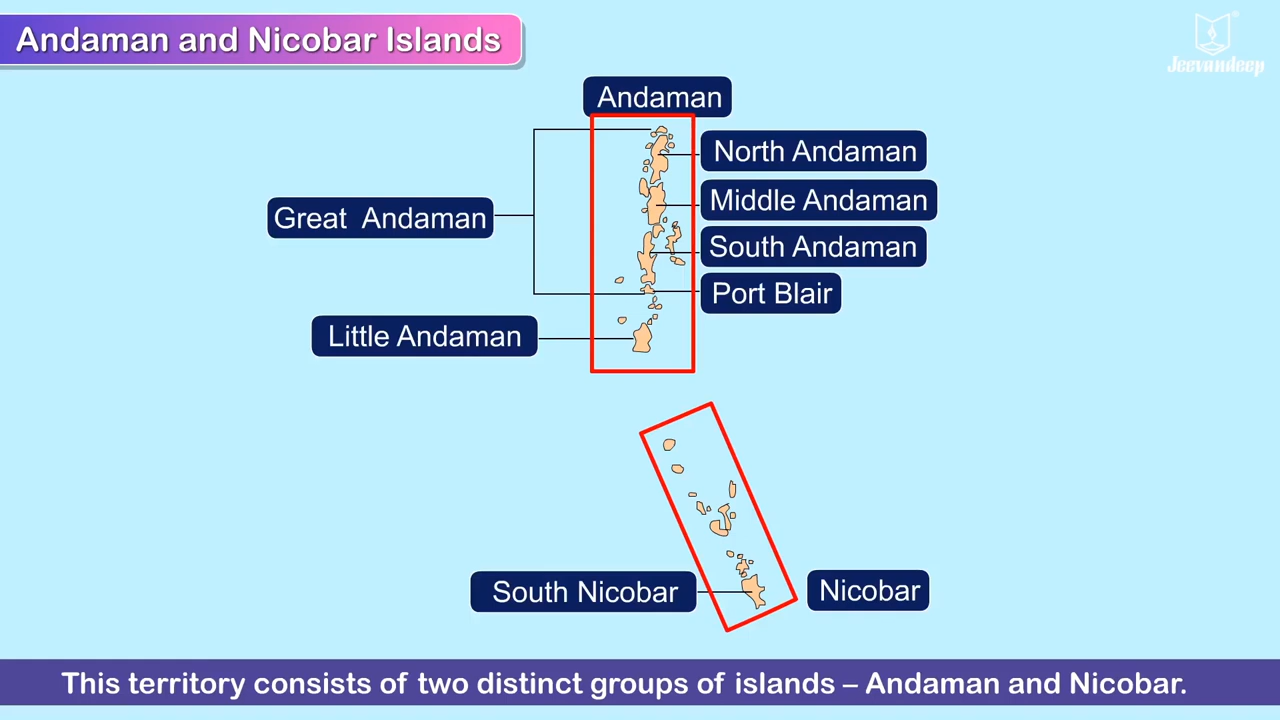 Andaman and Nicobar Islands
Jeevandeep
Andaman
North Andaman
Middle Andaman
Great Andaman
South Andaman
Port Blair
Little Andaman
South Nicobar
Nicobar
This territory consists of two distinct groups of islands – Andaman and Nicobar.